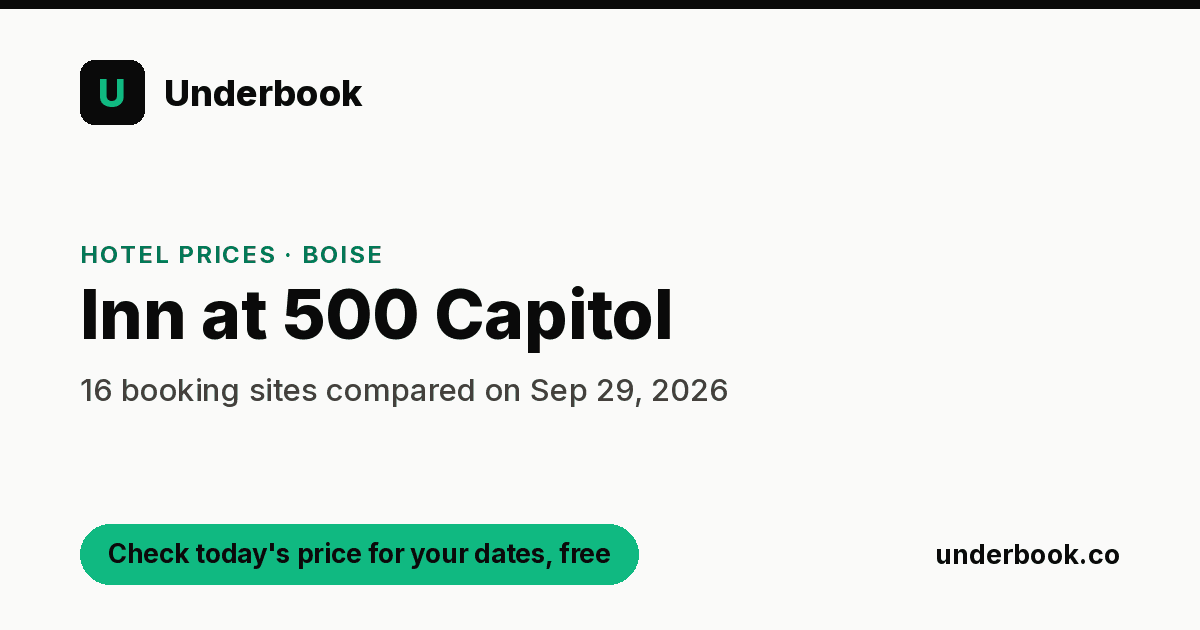 U
Underbook
HOTEL PRICES · BOISE
Inn at 500 Capitol
16 booking sites compared on Sep 29, 2026
Check today's price for your dates, free
underbook.co